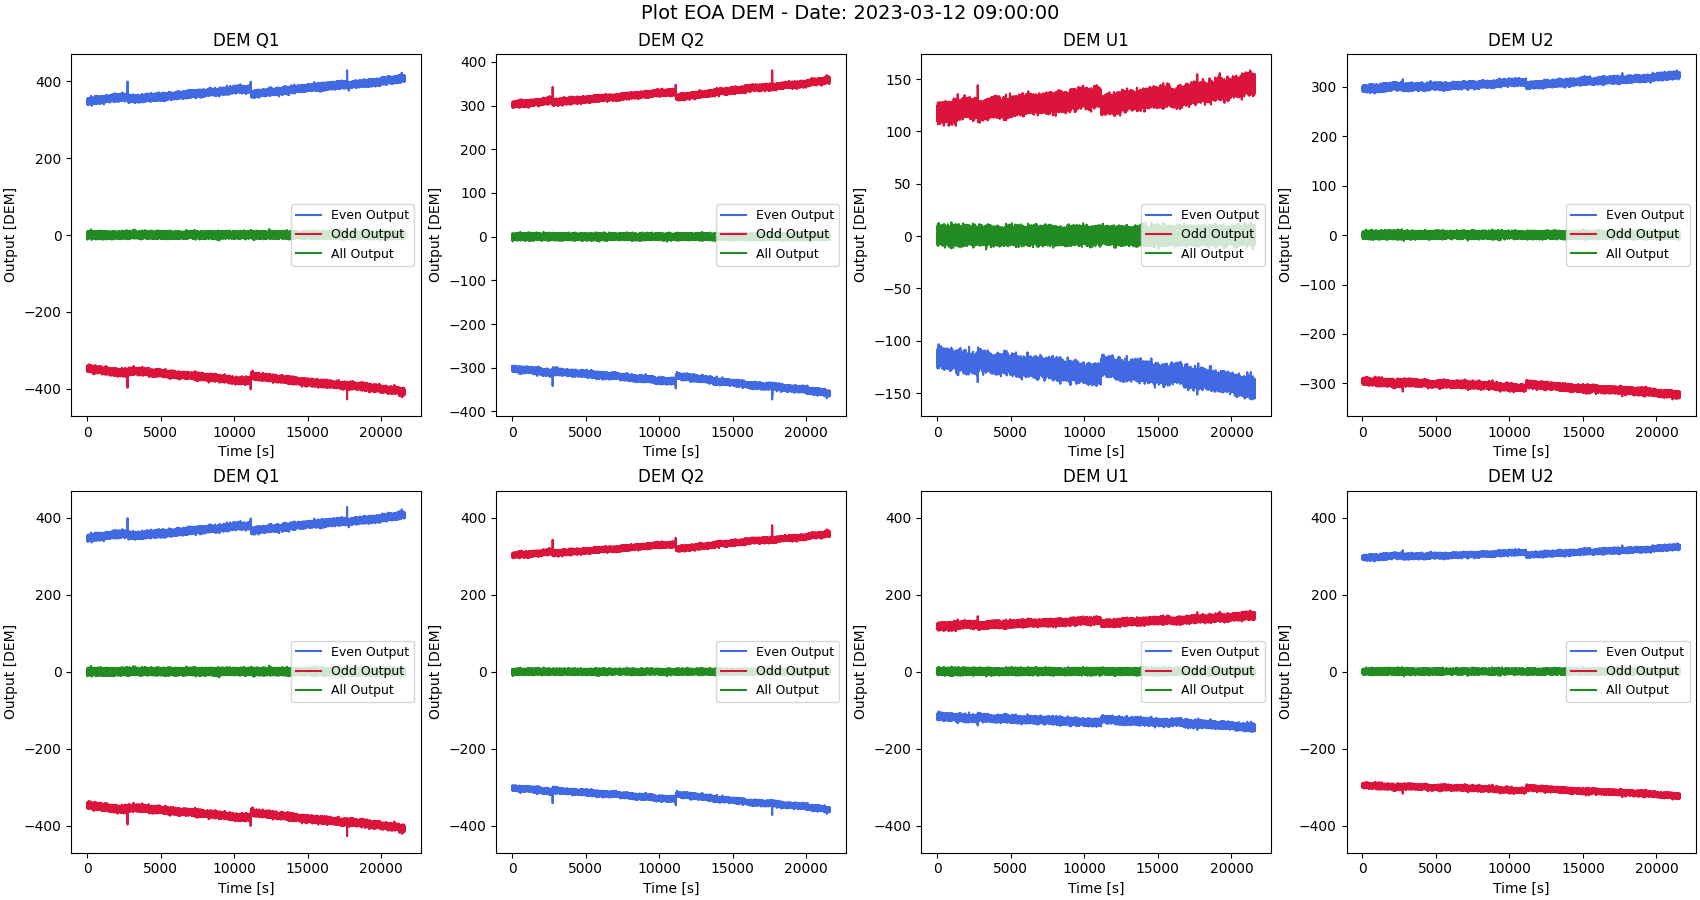 Plot EOA DEM - Date: 2023-03-12 09:00:00
DEM Q1
Output [DEM]
400
200
0
−200
−400
0 5000 10000 15000 20000
Time [s]
Even Output
Odd Output
All Output
DEM Q2
Output [DEM]
400
300
200
100
0
−100
−200
−300
−400
0 5000 10000 15000 20000
Time [s]
Even Output
Odd Output
All Output
DEM U1
Output [DEM]
150
100
50
0
−50
−100
−150
0 5000 10000 15000 20000
Time [s]
Even Output
Odd Output
All Output
DEM U2
Output [DEM]
300
200
100
0
−100
−200
−300
0 5000 10000 15000 20000
Time [s]
Even Output
Odd Output
All Output
DEM Q1
Output [DEM]
400
200
0
−200
−400
0 5000 10000 15000 20000
Time [s]
Even Output
Odd Output
All Output
DEM Q2
Output [DEM]
400
200
0
−200
−400
0 5000 10000 15000 20000
Time [s]
Even Output
Odd Output
All Output
DEM U1
Output [DEM]
400
200
0
−200
−400
0 5000 10000 15000 20000
Time [s]
Even Output
Odd Output
All Output
DEM U2
Output [DEM]
400
200
0
−200
−400
0 5000 10000 15000 20000
Time [s]
Even Output
Odd Output
All Output